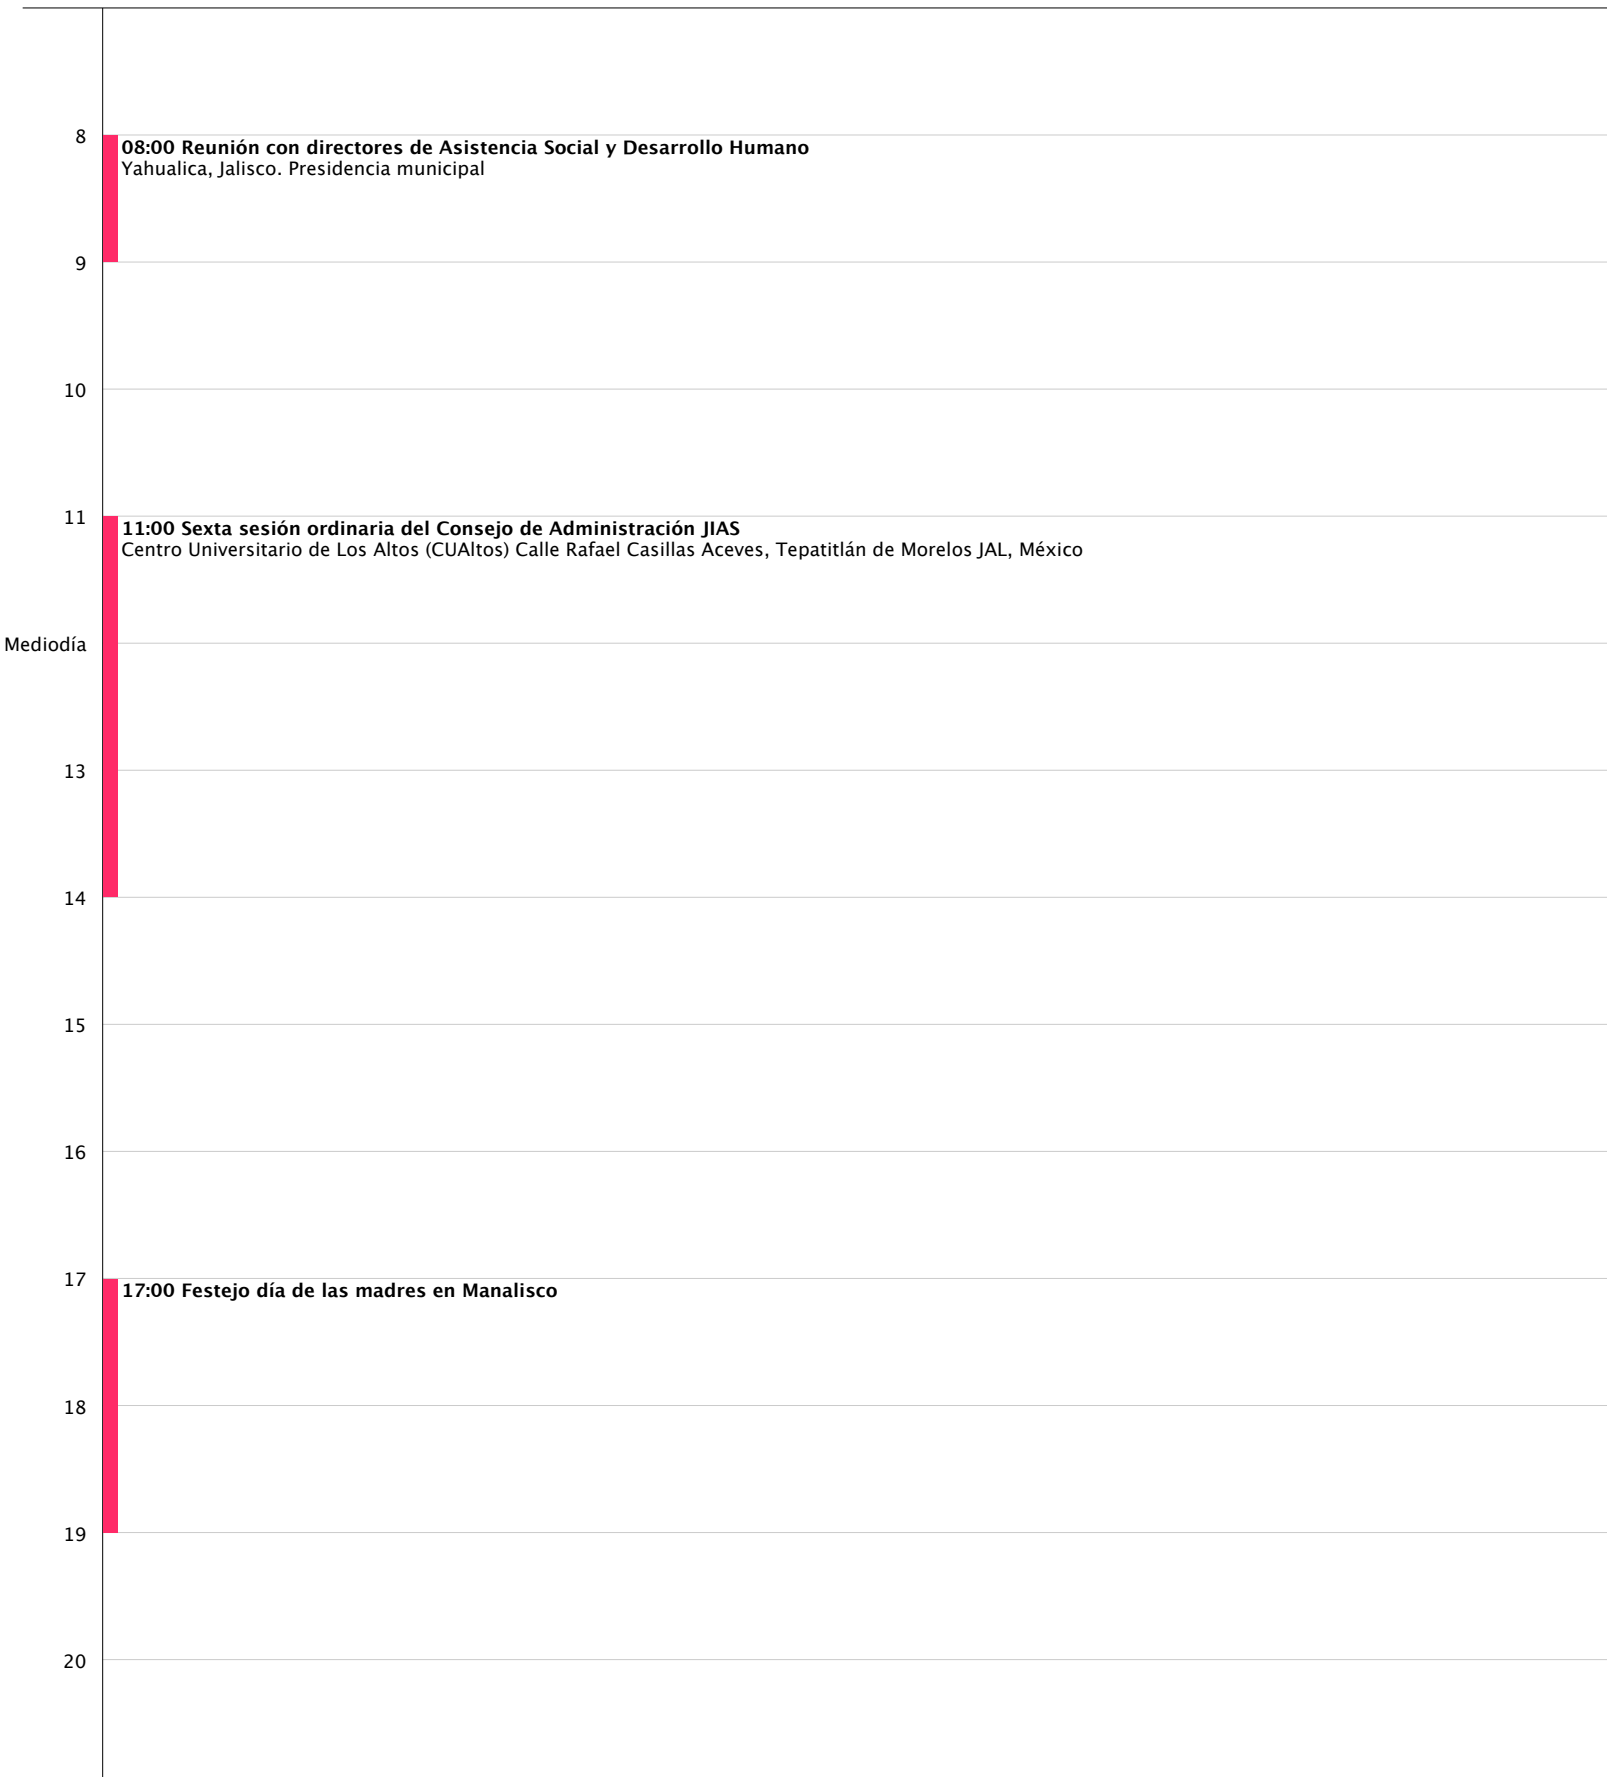 8
08:00 Reunión con directores de Asistencia Social y Desarrollo Humano
Yahualica, Jalisco. Presidencia municipal
9
10
11
11:00 Sexta sesión ordinaria del Consejo de Administración JIAS
Centro Universitario de Los Altos (CUAltos) Calle Rafael Casillas Aceves, Tepatitlán de Morelos JAL, México
Mediodía
13
14
15
16
17
17:00 Festejo día de las madres en Manalisco
18
19
20